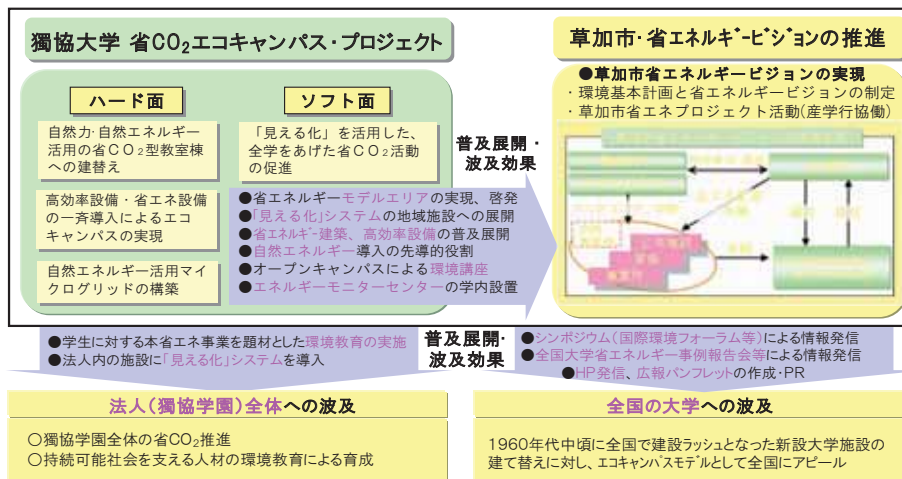 獨協大学 省CO₂エコキャンパス・プロジェクト
ハード面
自然力・自然エネルギー
活用の省CO₂型教室棟
への建替え
高効率設備・省エネ設備
の一斉導入によるエコ
キャンパスの実現
自然エネルギー活用マイ
クログリッドの構築
ソフト面
「見える化」を活用した、
全学をあげた省CO₂活動
の促進
普及展開・
波及効果
●省エネルギーモデルエリアの実現、啓発
●「見える化」システムの地域施設への展開
●省エネルギー建築、高効率設備の普及展開
●自然エネルギー導入の先導的役割
●オープンキャンパスによる環境講座
●エネルギーモニターセンターの学内設置
草加市・省エネルギービジョンの推進
●草加市省エネルギービジョンの実現
・環境基本計画と省エネルギービジョンの制定
・草加市省エネプロジェクト活動(産学行協働)
●学生に対する本省エネ事業を題材とした環境教育の実施
●法人内の施設に「見える化」システムを導入
普及展開・
波及効果
●シンポジウム(国際環境フォーラム等)による情報発信
●全国大学省エネルギー事例報告会等による情報発信
●HP発信、広報パンフレットの作成・PR
法人(獨協学園)全体への波及
○獨協学園全体の省CO₂推進
○持続可能社会を支える人材の環境教育による育成
全国の大学への波及
1960年代中頃に全国で建設ラッシュとなった新設大学施設の
建て替えに対し、エコキャンパスモデルとして全国にアピール